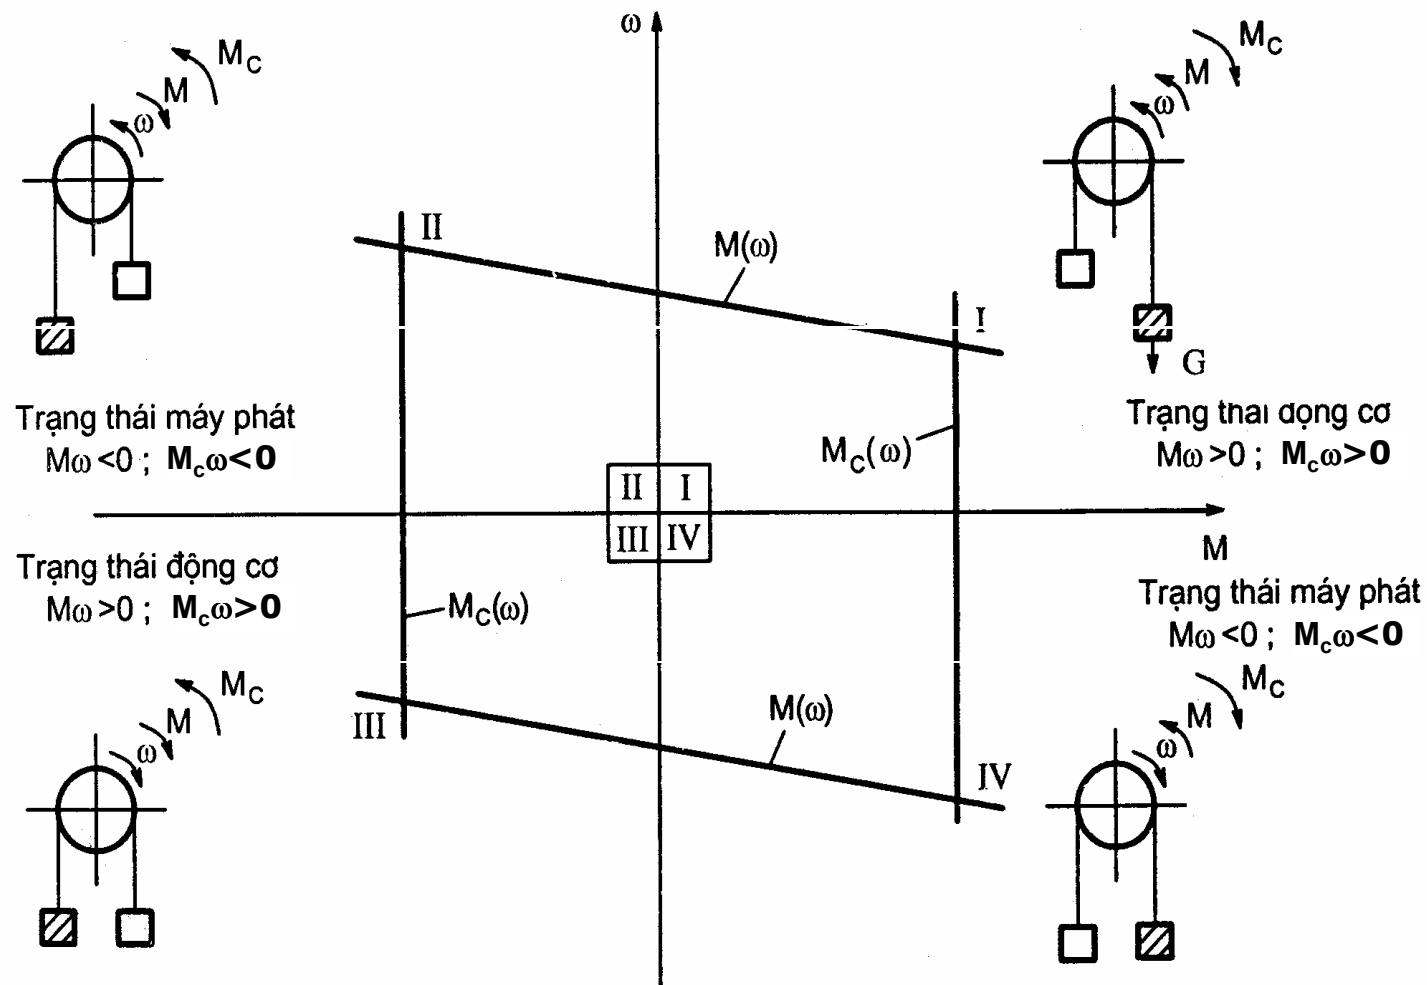 ω
M_C
M
ω
M_C
M
ω
II
M(ω)
I
G
Trạng thái máy phát
Mω<0 ; M_cω<0
Trạng thai dọng cơ
Mω>0 ; M_cω>0
M_C(ω)
II I
III IV
M
Trạng thái động cơ
Mω>0 ; M_cω>0
M_C(ω)
Trạng thái máy phát
Mω<0 ; M_cω<0
M_C
M
ω
M_C
M
ω
III
M(ω)
IV